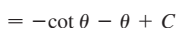 = −cot θ − θ + C